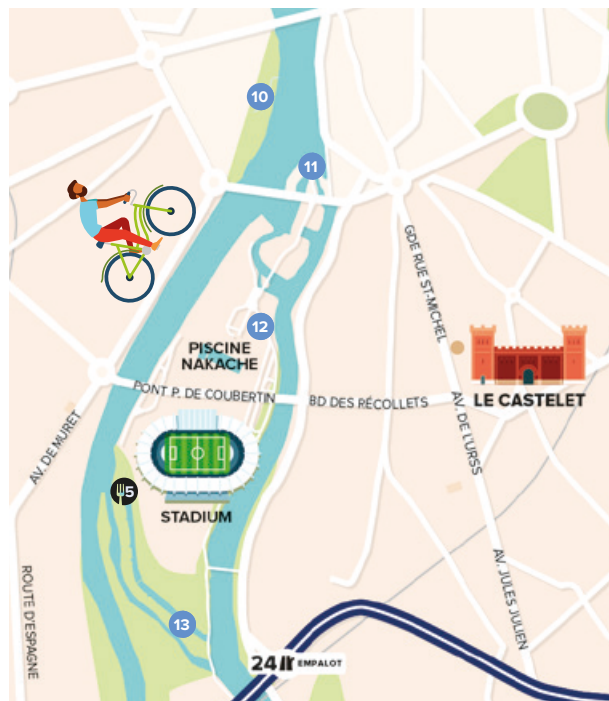 10
11
GDE RUE ST-MICHEL
12
PISCINE
NAKACHE
PONT P. DE COUBERTIN
BD DES RÉCOLLETS
LE CASTELET
AV. DE MURET
AV. DE L'URSS
5
STADIUM
AV. JULES JULIEN
ROUTE D'ESPAGNE
13
24 EMPALOT